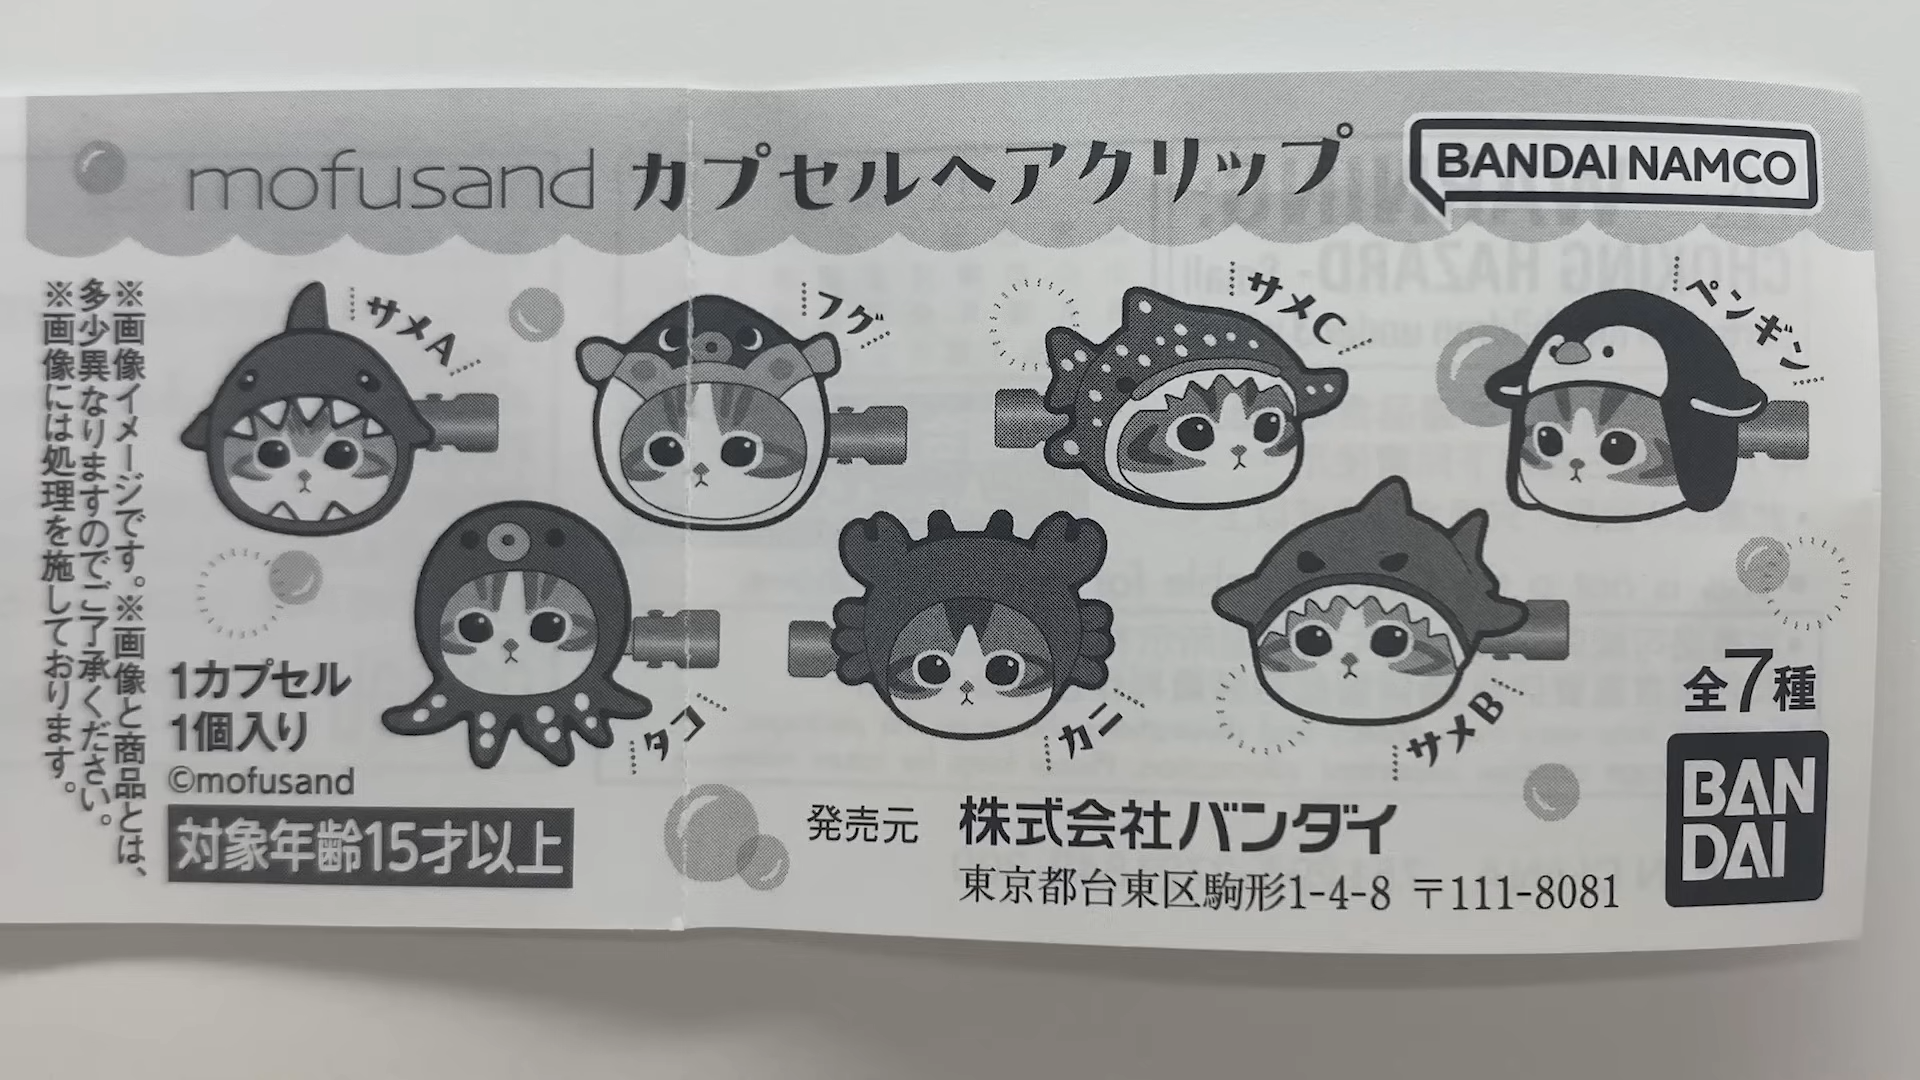 mofusand カプセルヘアクリップ
BANDAI NAMCO
※画像イメージです。※画像と商品とは、
多少異なりますのでご了承ください。
※画像には処理を施しております。
サメA
フグ
サメC
ペンギン
タコ
カニ
サメB
1カプセル
1個入り
©mofusand
対象年齢15才以上
発売元 株式会社バンダイ
東京都台東区駒形1-4-8 〒111-8081
全7種
BAN
DAI
CHOKING HAZARD - Small